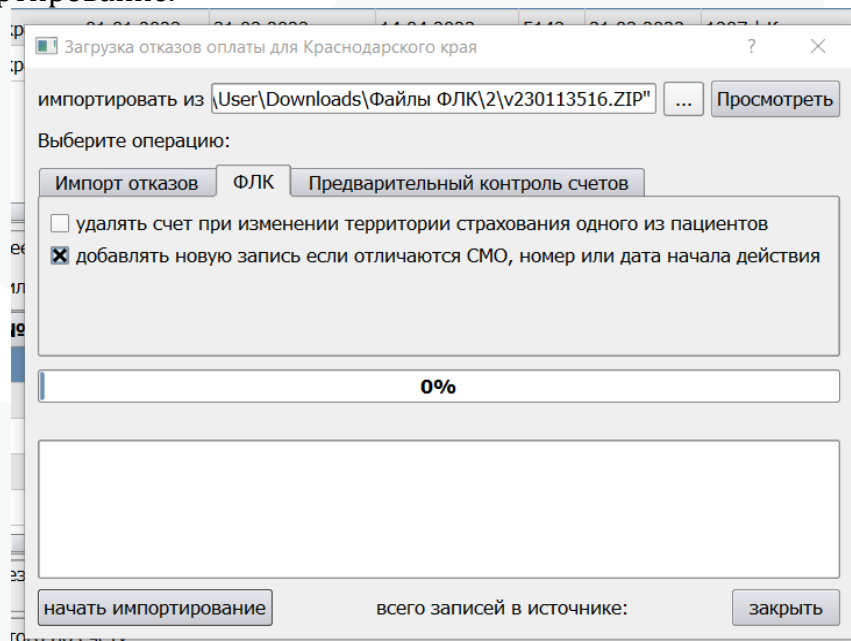 ртирование.
Загрузка отказов оплаты для Краснодарского края ? ×
импортировать из \User\Downloads\Файлы ФЛК\2\v230113516.ZIP" ... Просмотреть
Выберите операцию:
Импорт отказов ФЛК Предварительный контроль счетов
удалять счет при изменении территории страхования одного из пациентов
добавлять новую запись если отличаются СМО, номер или дата начала действия
0%
начать импортирование всего записей в источнике: закрыть